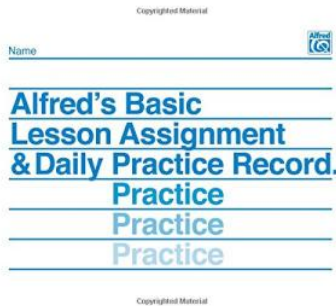 Copyrighted Material
Alfred
Name
Alfred's Basic
Lesson Assignment
& Daily Practice Record.
Practice
Practice
Practice
Copyrighted Material